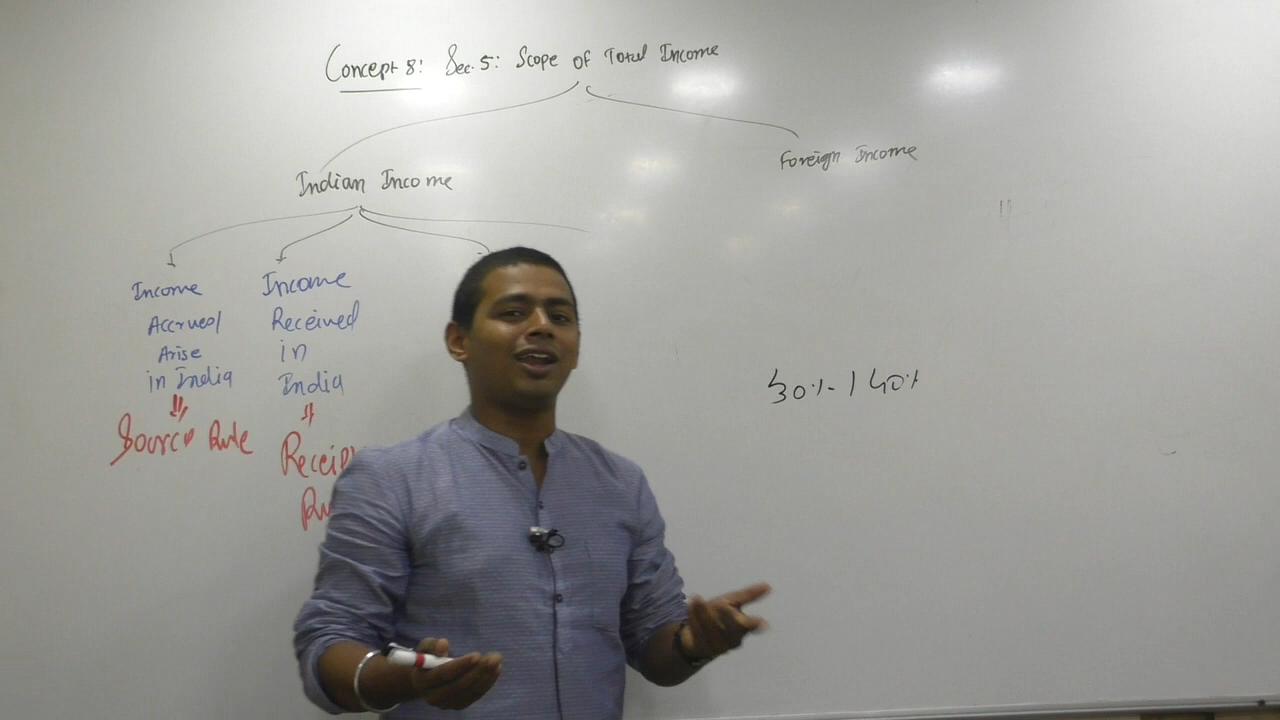 Concept 8: Sec. 5: Scope of Total Income
Indian Income
Foreign Income
Income
Accrued/
Arise
in India
Source Rule
Income
Received
in
India
30% / 40%